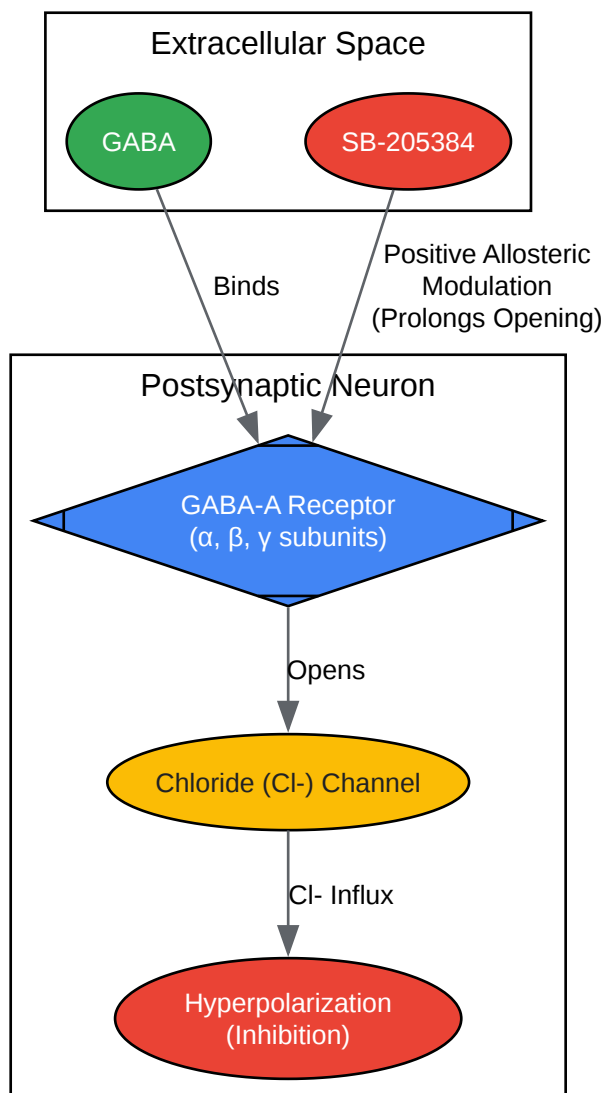 Extracellular Space
GABA
SB-205384
Binds
Positive Allosteric
Modulation
(Prolongs Opening)
Postsynaptic Neuron
GABA-A Receptor
(α, β, γ subunits)
Opens
Chloride (Cl-) Channel
Cl- Influx
Hyperpolarization
(Inhibition)